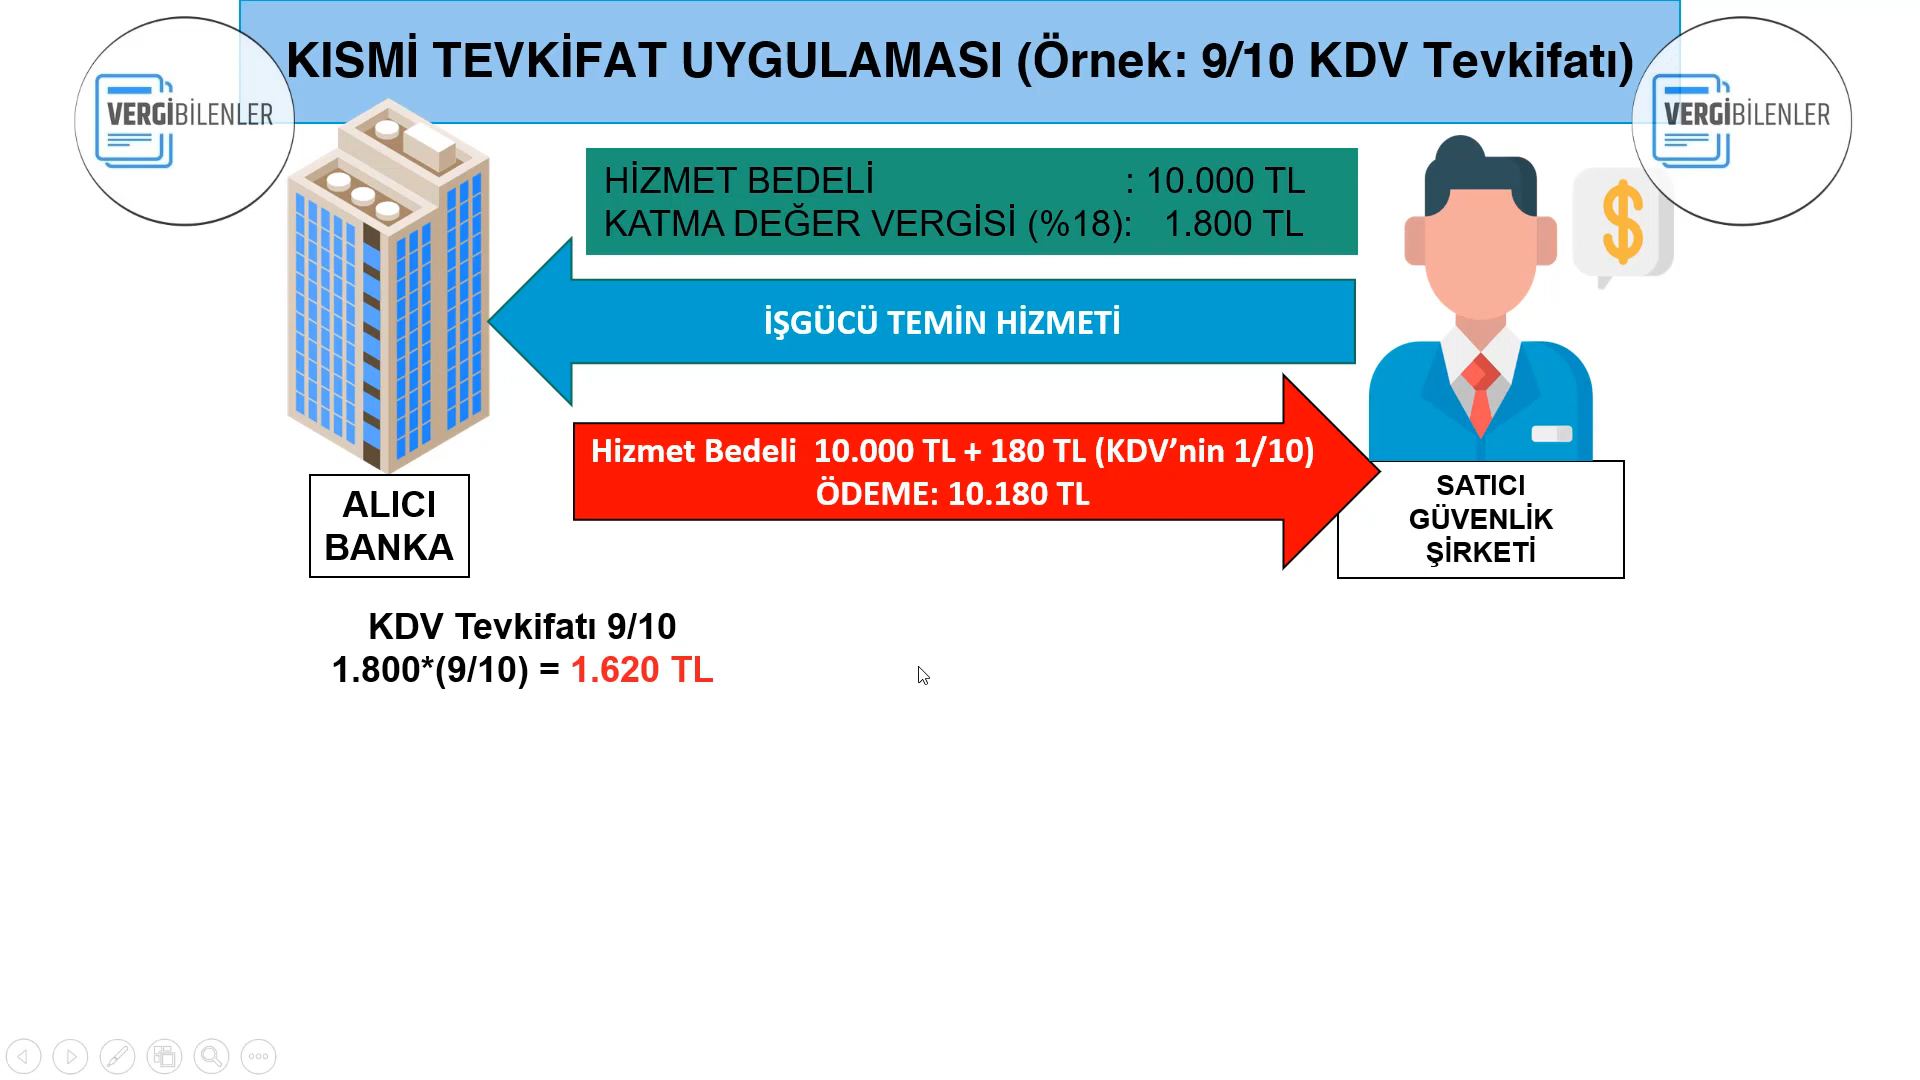 KISMİ TEVKİFAT UYGULAMASI (Örnek: 9/10 KDV Tevkifatı)
VERGİBİLENLER
VERGİBİLENLER
HİZMET BEDELİ : 10.000 TL
KATMA DEĞER VERGİSİ (%18): 1.800 TL
İŞGÜCÜ TEMİN HİZMETİ
Hizmet Bedeli 10.000 TL + 180 TL (KDV’nin 1/10)
ÖDEME: 10.180 TL
ALICI
BANKA
SATICI
GÜVENLİK
ŞİRKETİ
KDV Tevkifatı 9/10
1.800*(9/10) = 1.620 TL